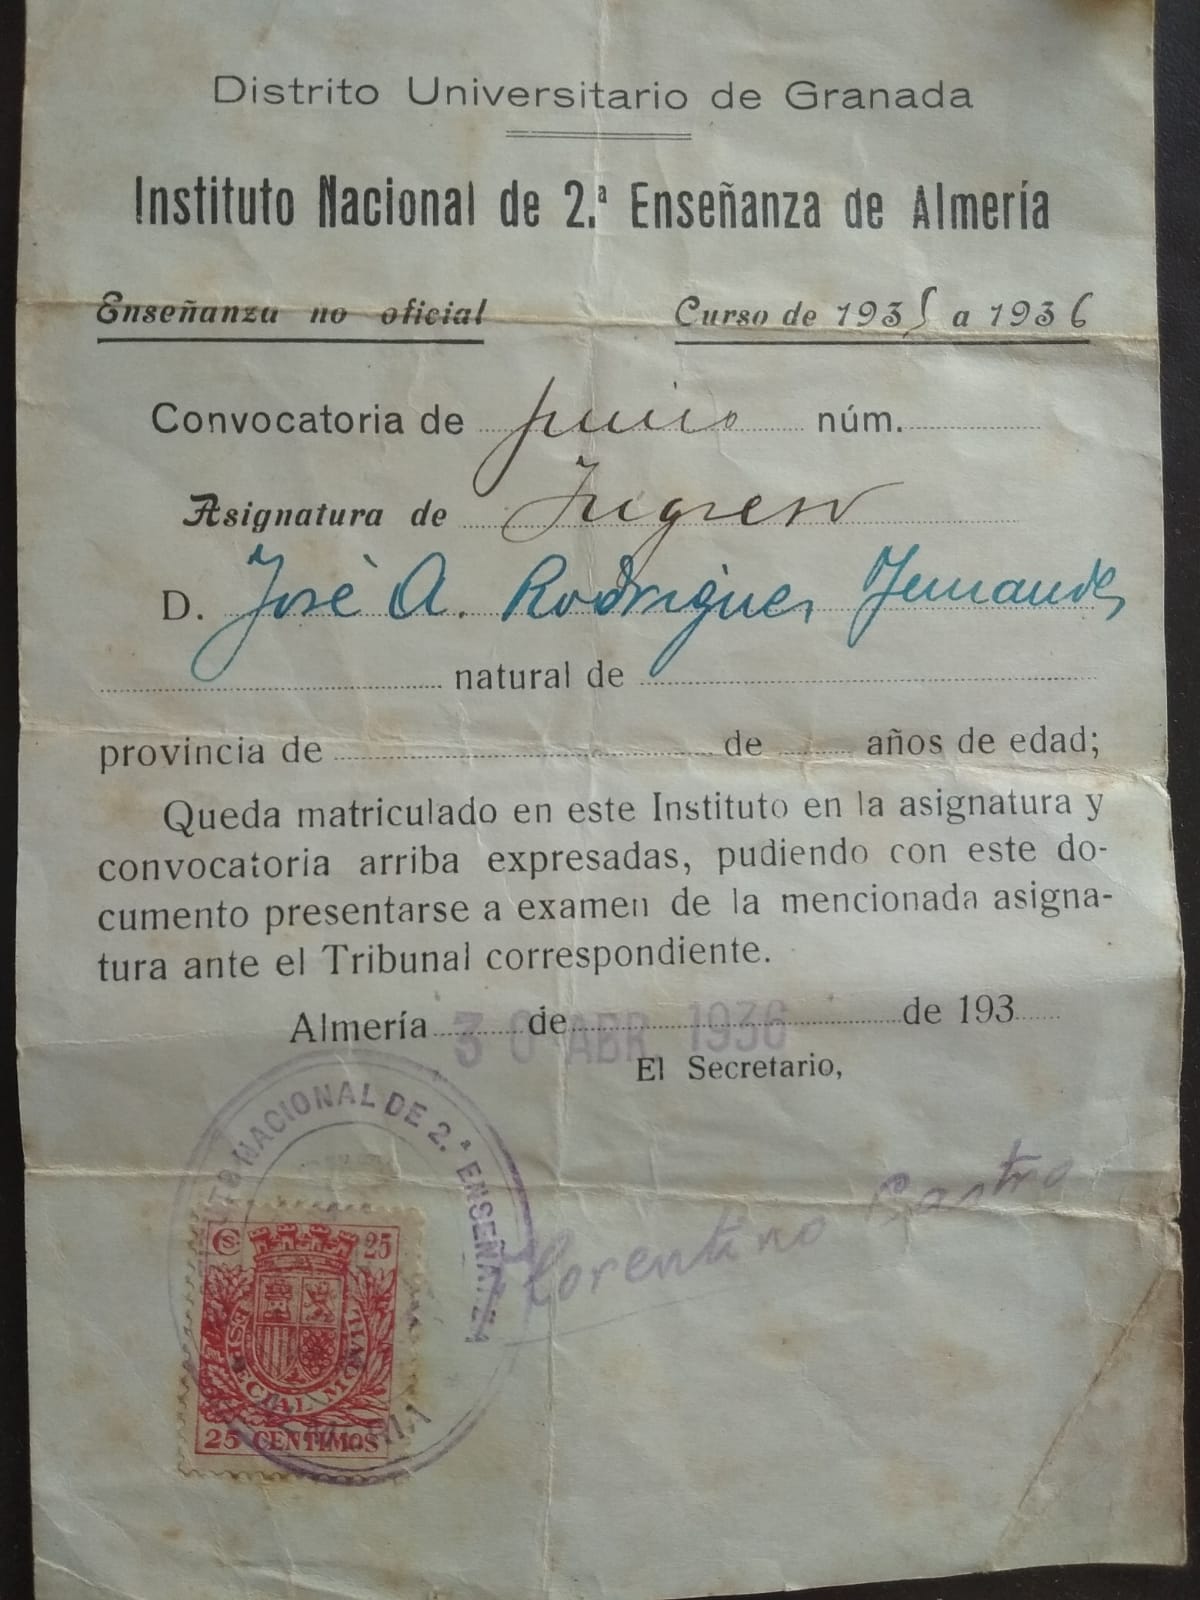 Distrito Universitario de Granada
Instituto Nacional de 2.ª Enseñanza de Almería
Enseñanza no oficial
Curso de 1935 a 1936
Convocatoria de junio núm.
Asignatura de Ingreso
D. José A. Rodríguez Fernandez
natural de
provincia de de años de edad;
Queda matriculado en este Instituto en la asignatura y
convocatoria arriba expresadas, pudiendo con este do-
cumento presentarse a examen de la mencionada asigna-
tura ante el Tribunal correspondiente.
Almería de de 193
30 ABR 1936
El Secretario,
NACIONAL DE 2.ª ENSEÑANZA
Florentino Castro
CS 25
ESPECIAL MOVIL
25 CENTIMOS